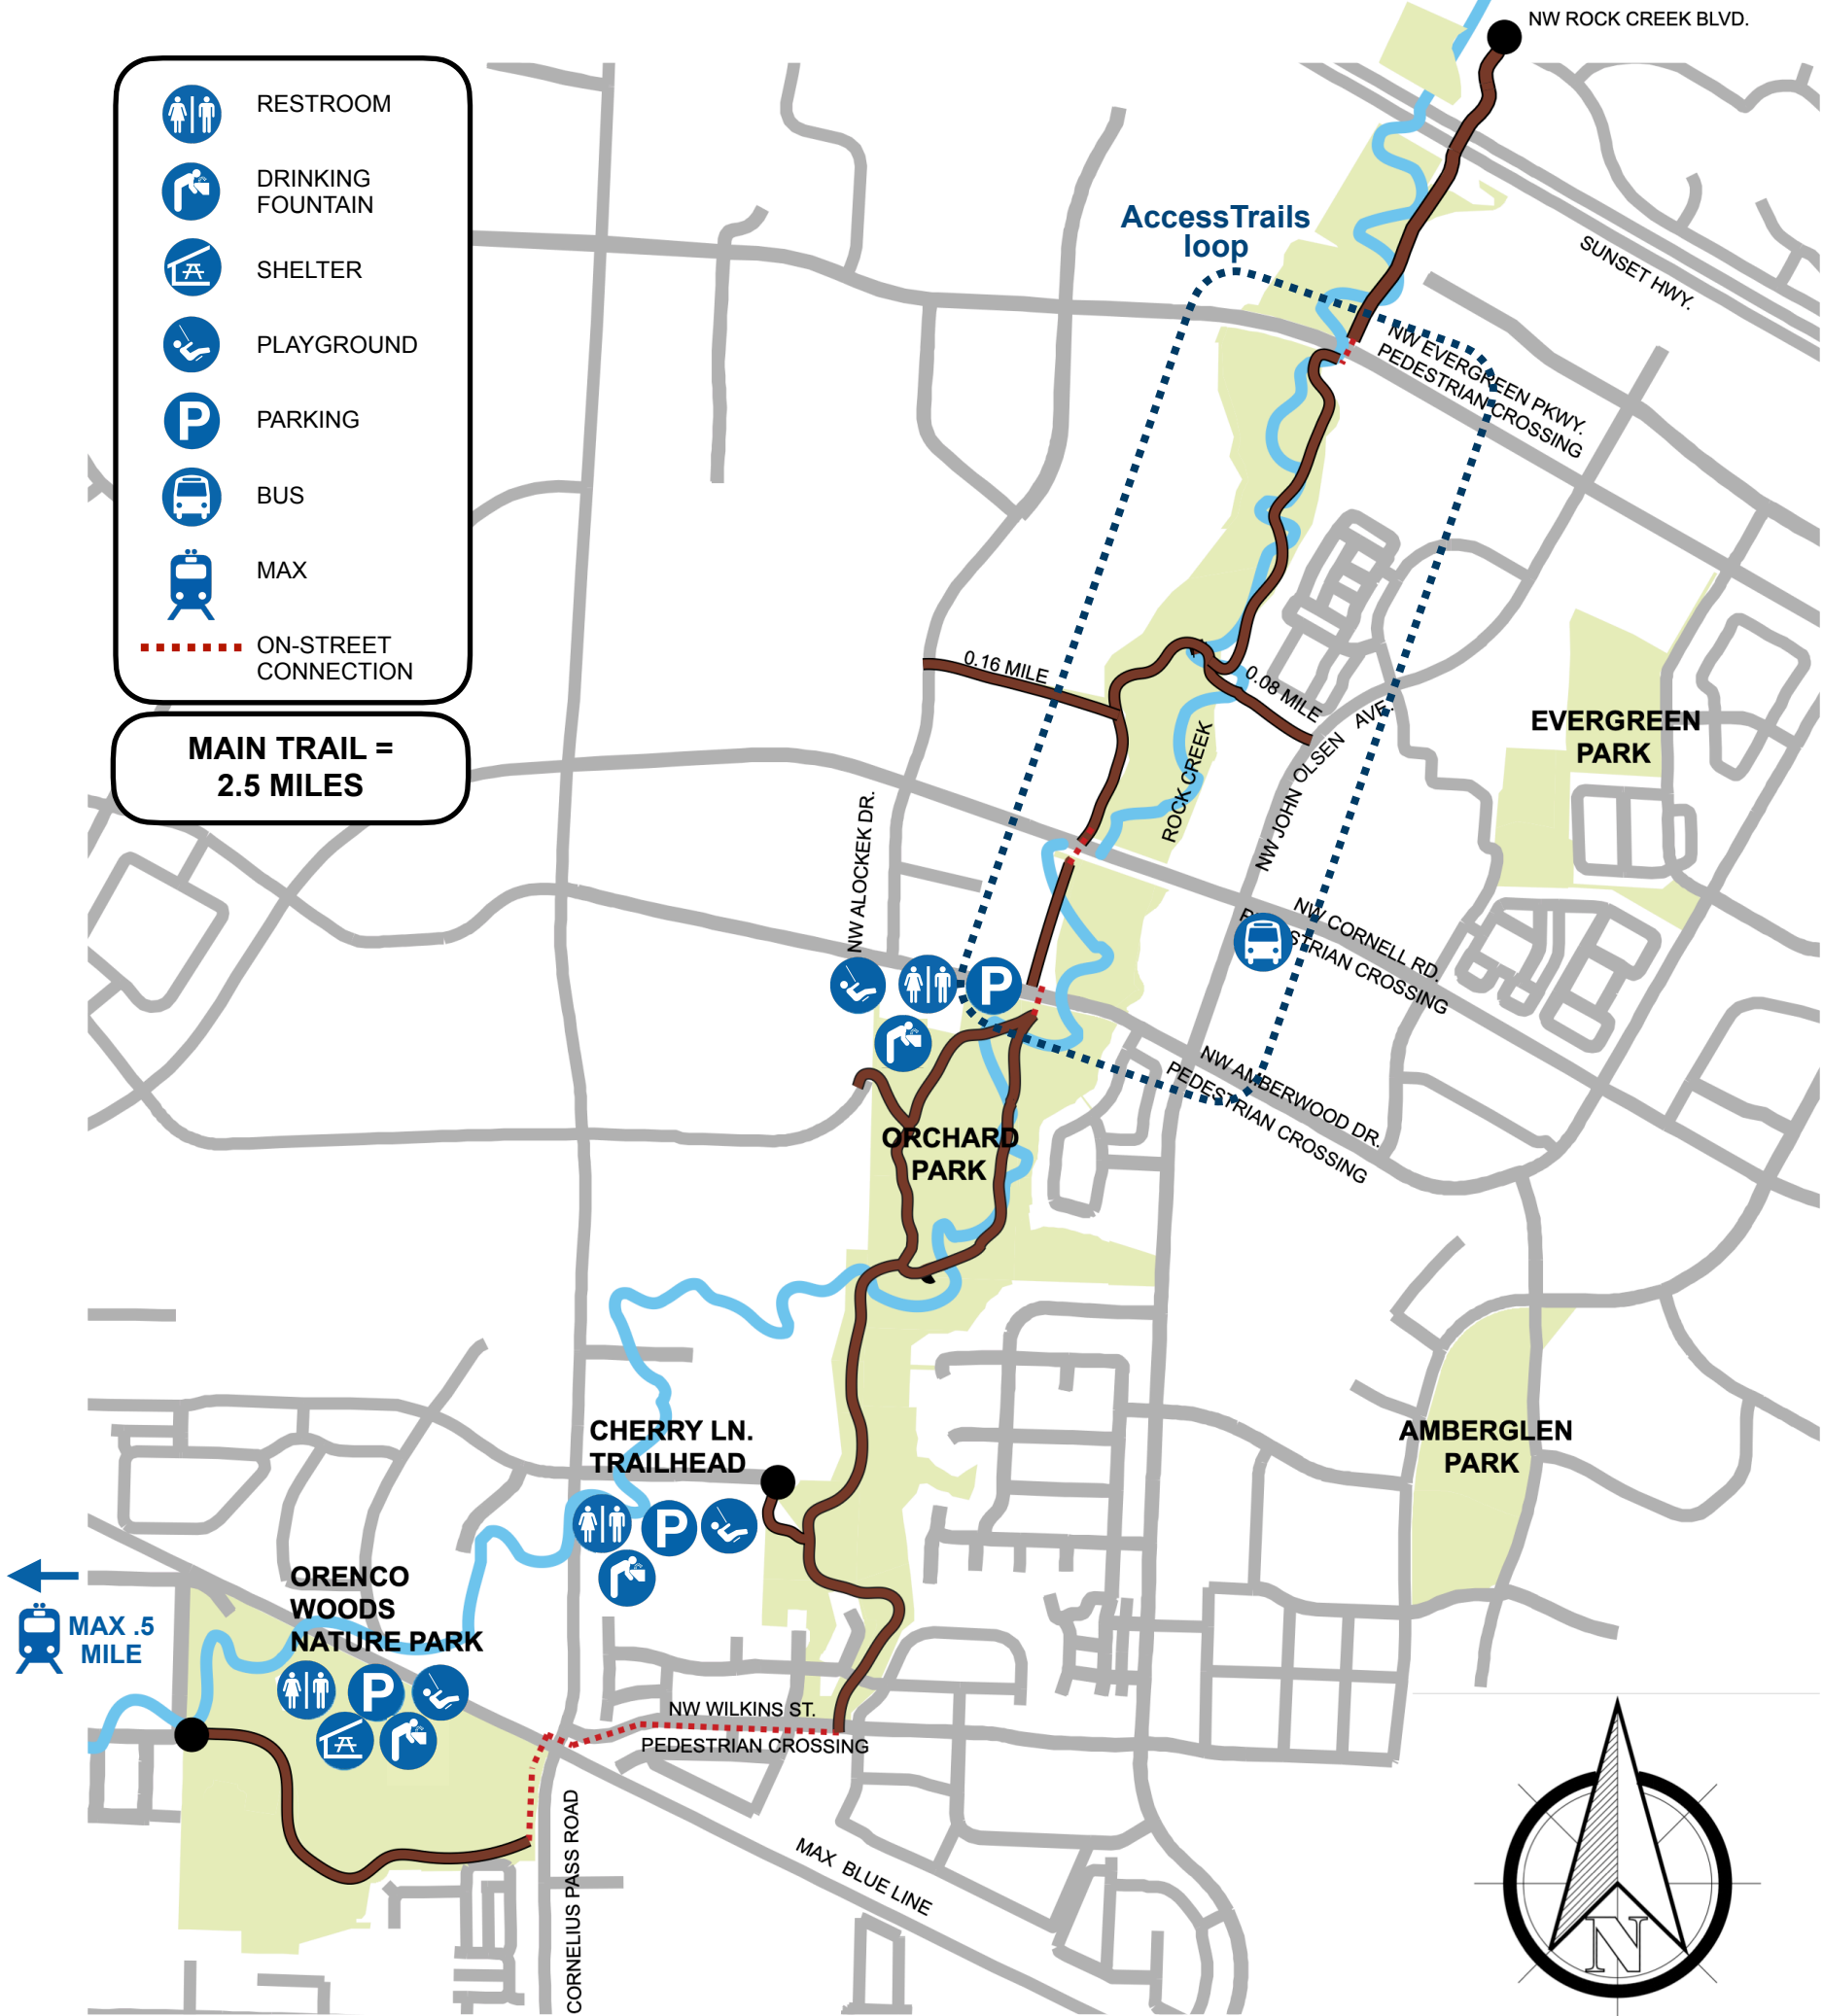 NW ROCK CREEK BLVD.
RESTROOM
DRINKING
FOUNTAIN
SHELTER
PLAYGROUND
P
PARKING
BUS
MAX
ON-STREET
CONNECTION
MAIN TRAIL =
2.5 MILES
AccessTrails
loop
SUNSET HWY.
NW EVERGREEN PKWY.
PEDESTRIAN CROSSING
0.16 MILE
0.08 MILE
EVERGREEN
PARK
ROCK CREEK
NW JOHN OLSEN AVE.
NW ALOCKEK DR.
NW CORNELL RD.
STRIAN CROSSING
P
NW AMBERWOOD DR.
PEDESTRIAN CROSSING
ORCHARD
PARK
CHERRY LN.
TRAILHEAD
P
AMBERGLEN
PARK
ORENCO
WOODS
NATURE PARK
P
MAX .5
MILE
NW WILKINS ST.
PEDESTRIAN CROSSING
CORNELIUS PASS ROAD
MAX BLUE LINE
N